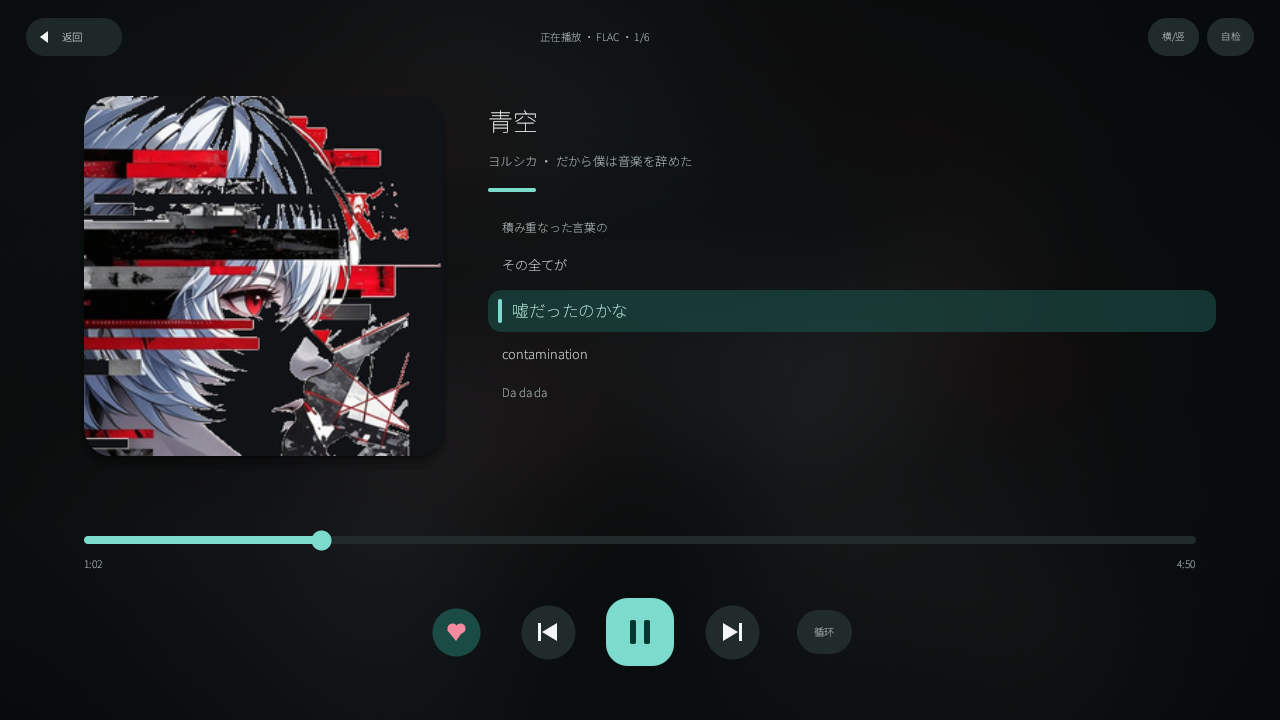 返回
正在播放 · FLAC · 1/6
横/竖
自检
青空
ヨルシカ · だから僕は音楽を辞めた
積み重なった言葉の
その全てが
嘘だったのかな
contamination
Da da da
1:02
4:50
循环